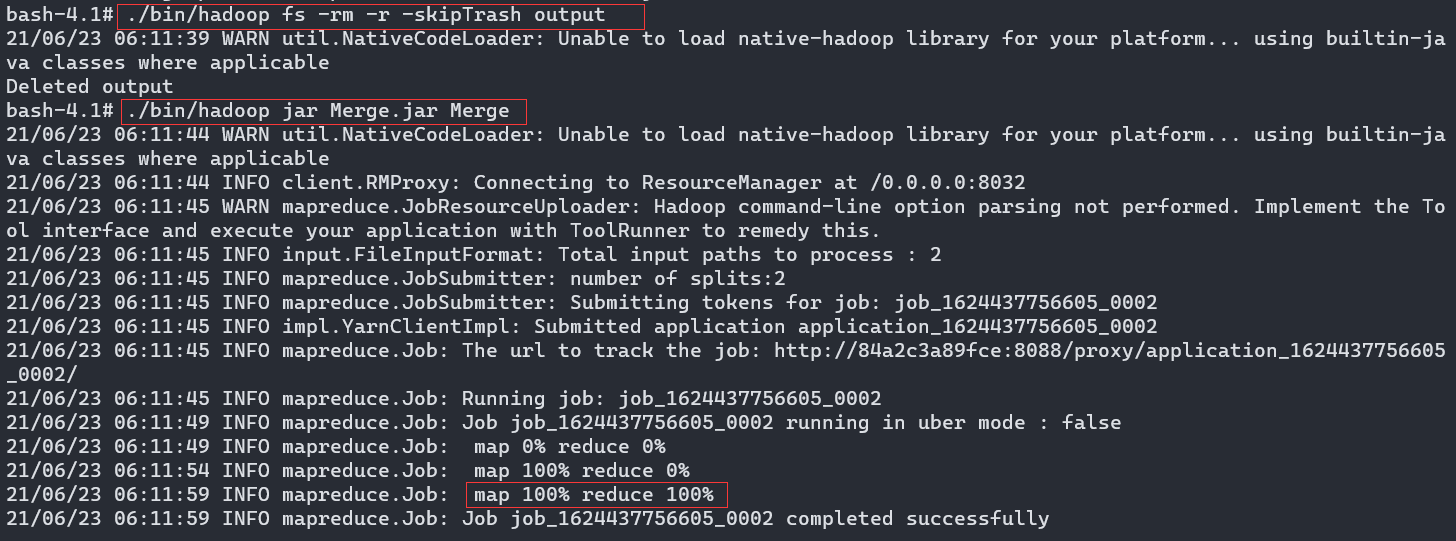 bash-4.1# ./bin/hadoop fs -rm -r -skipTrash output
21/06/23 06:11:39 WARN util.NativeCodeLoader: Unable to load native-hadoop library for your platform... using builtin-ja
va classes where applicable
Deleted output
bash-4.1# ./bin/hadoop jar Merge.jar Merge
21/06/23 06:11:44 WARN util.NativeCodeLoader: Unable to load native-hadoop library for your platform... using builtin-ja
va classes where applicable
21/06/23 06:11:44 INFO client.RMProxy: Connecting to ResourceManager at /0.0.0.0:8032
21/06/23 06:11:45 WARN mapreduce.JobResourceUploader: Hadoop command-line option parsing not performed. Implement the To
ol interface and execute your application with ToolRunner to remedy this.
21/06/23 06:11:45 INFO input.FileInputFormat: Total input paths to process : 2
21/06/23 06:11:45 INFO mapreduce.JobSubmitter: number of splits:2
21/06/23 06:11:45 INFO mapreduce.JobSubmitter: Submitting tokens for job: job_1624437756605_0002
21/06/23 06:11:45 INFO impl.YarnClientImpl: Submitted application application_1624437756605_0002
21/06/23 06:11:45 INFO mapreduce.Job: The url to track the job: http://84a2c3a89fce:8088/proxy/application_1624437756605
_0002/
21/06/23 06:11:45 INFO mapreduce.Job: Running job: job_1624437756605_0002
21/06/23 06:11:49 INFO mapreduce.Job: Job job_1624437756605_0002 running in uber mode : false
21/06/23 06:11:49 INFO mapreduce.Job:  map 0% reduce 0%
21/06/23 06:11:54 INFO mapreduce.Job:  map 100% reduce 0%
21/06/23 06:11:59 INFO mapreduce.Job:  map 100% reduce 100%
21/06/23 06:11:59 INFO mapreduce.Job: Job job_1624437756605_0002 completed successfully